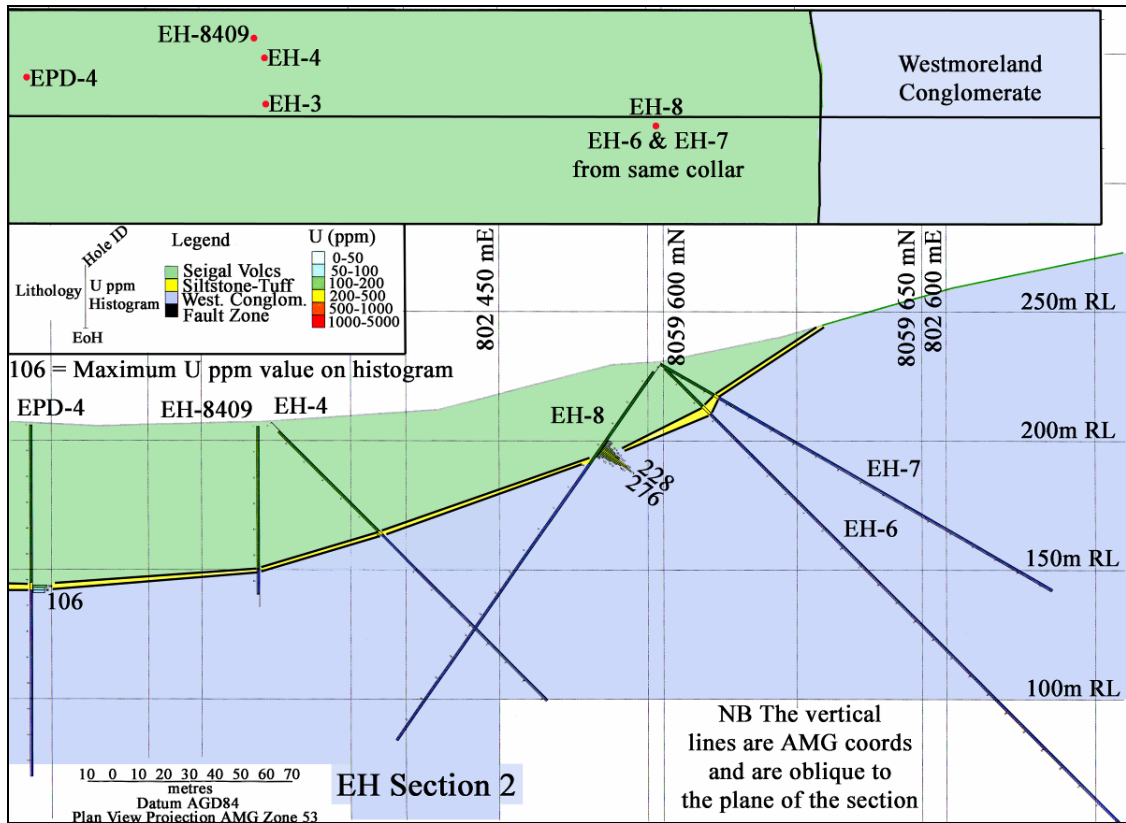 EH-8409
EH-4
EPD-4
EH-3
EH-8
EH-6 & EH-7
from same collar
Westmoreland
Conglomerate
Hole ID
Lithology
U ppm
Histogram
EoH
Legend
Seigal Volcs
Siltstone-Tuff
West. Conglom.
Fault Zone
U (ppm)
0-50
50-100
100-200
200-500
500-1000
1000-5000
106 = Maximum U ppm value on histogram
802 450 mE
8059 600 mN
8059 650 mN
802 600 mE
250m RL
EPD-4
EH-8409
EH-4
EH-8
200m RL
228
276
EH-7
EH-6
150m RL
106
100m RL
NB The vertical
lines are AMG coords
and are oblique to
the plane of the section
10 0 10 20 30 40 50 60 70
metres
Datum AGD84
Plan View Projection AMG Zone 53
EH Section 2